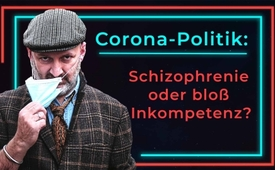 Corona-Politik:
Schizophrenie
oder bloß
Inkompetenz?